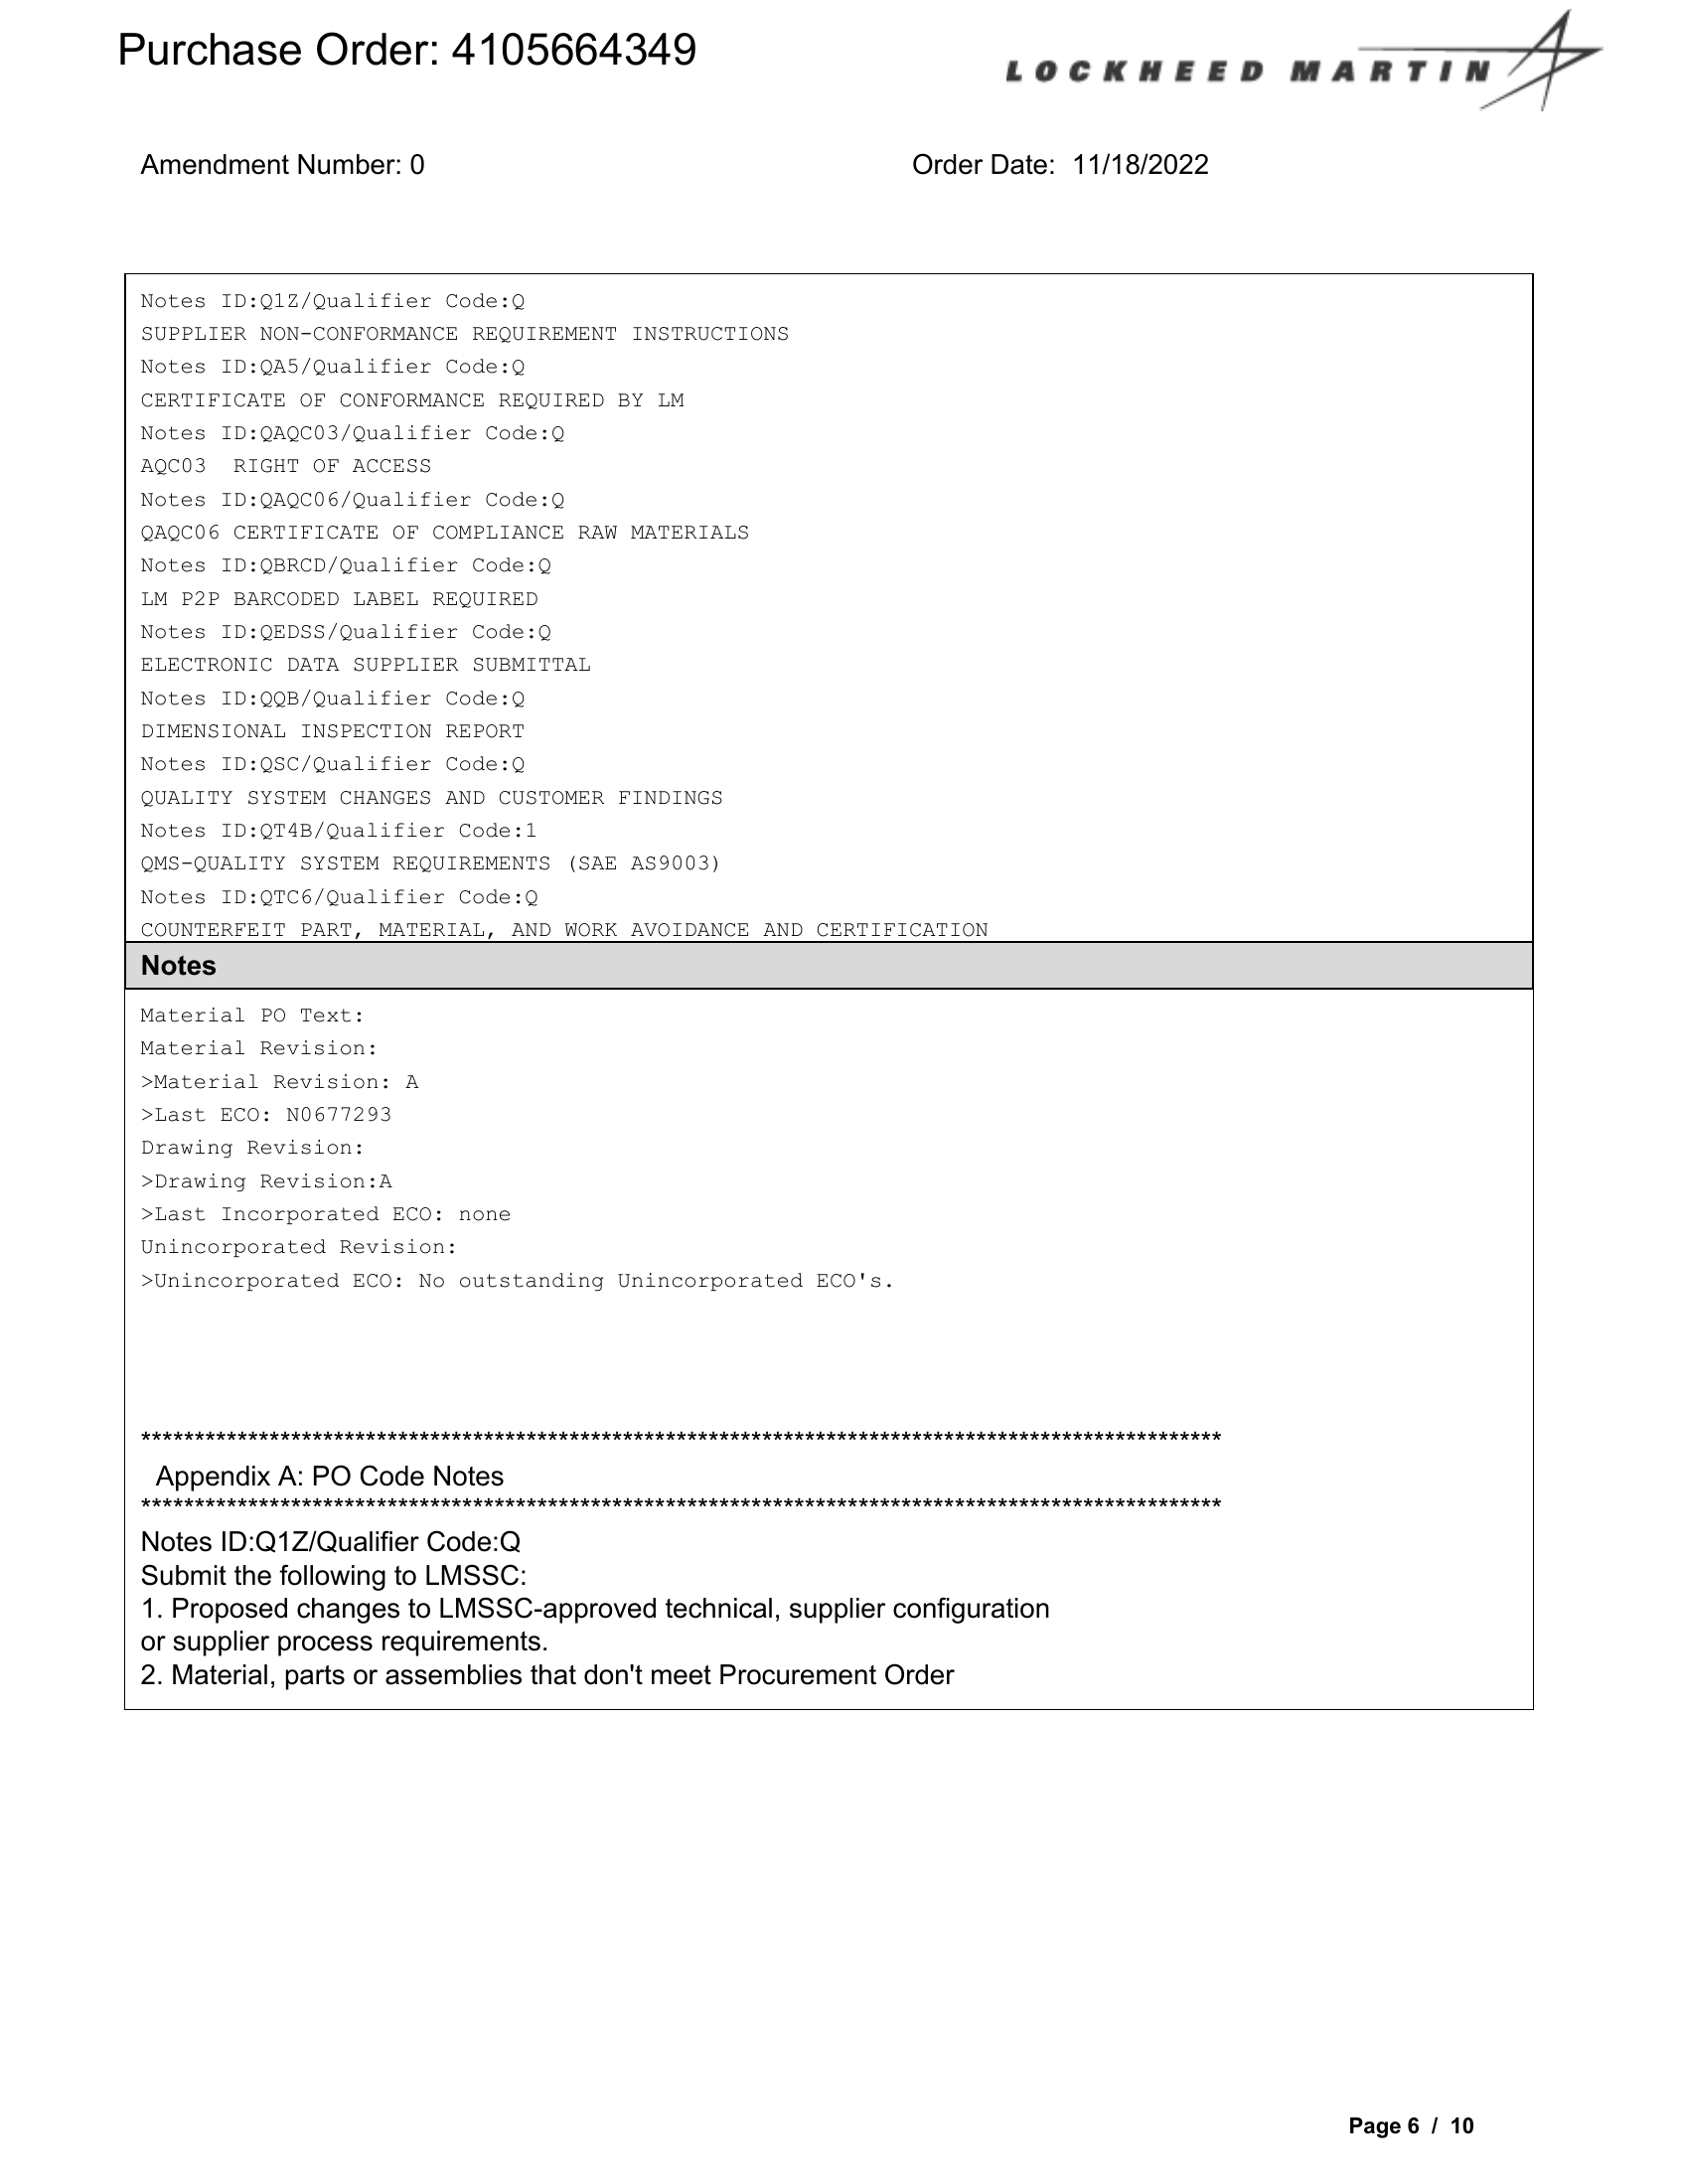 Purchase Order: 4105664349
LOCKHEED MARTIN
Amendment Number: 0
Order Date: 11/18/2022
Notes ID:Q1Z/Qualifier Code:Q
SUPPLIER NON-CONFORMANCE REQUIREMENT INSTRUCTIONS
Notes ID:QA5/Qualifier Code:Q
CERTIFICATE OF CONFORMANCE REQUIRED BY LM
Notes ID:QAQC03/Qualifier Code:Q
AQC03  RIGHT OF ACCESS
Notes ID:QAQC06/Qualifier Code:Q
QAQC06 CERTIFICATE OF COMPLIANCE RAW MATERIALS
Notes ID:QBRCD/Qualifier Code:Q
LM P2P BARCODED LABEL REQUIRED
Notes ID:QEDSS/Qualifier Code:Q
ELECTRONIC DATA SUPPLIER SUBMITTAL
Notes ID:QQB/Qualifier Code:Q
DIMENSIONAL INSPECTION REPORT
Notes ID:QSC/Qualifier Code:Q
QUALITY SYSTEM CHANGES AND CUSTOMER FINDINGS
Notes ID:QT4B/Qualifier Code:1
QMS-QUALITY SYSTEM REQUIREMENTS (SAE AS9003)
Notes ID:QTC6/Qualifier Code:Q
COUNTERFEIT PART, MATERIAL, AND WORK AVOIDANCE AND CERTIFICATION
Notes
Material PO Text:
Material Revision:
>Material Revision: A
>Last ECO: N0677293
Drawing Revision:
>Drawing Revision:A
>Last Incorporated ECO: none
Unincorporated Revision:
>Unincorporated ECO: No outstanding Unincorporated ECO's.
*****************************************************************************************************
Appendix A: PO Code Notes
*****************************************************************************************************
Notes ID:Q1Z/Qualifier Code:Q
Submit the following to LMSSC:
1. Proposed changes to LMSSC-approved technical, supplier configuration
or supplier process requirements.
2. Material, parts or assemblies that don't meet Procurement Order
Page 6 / 10